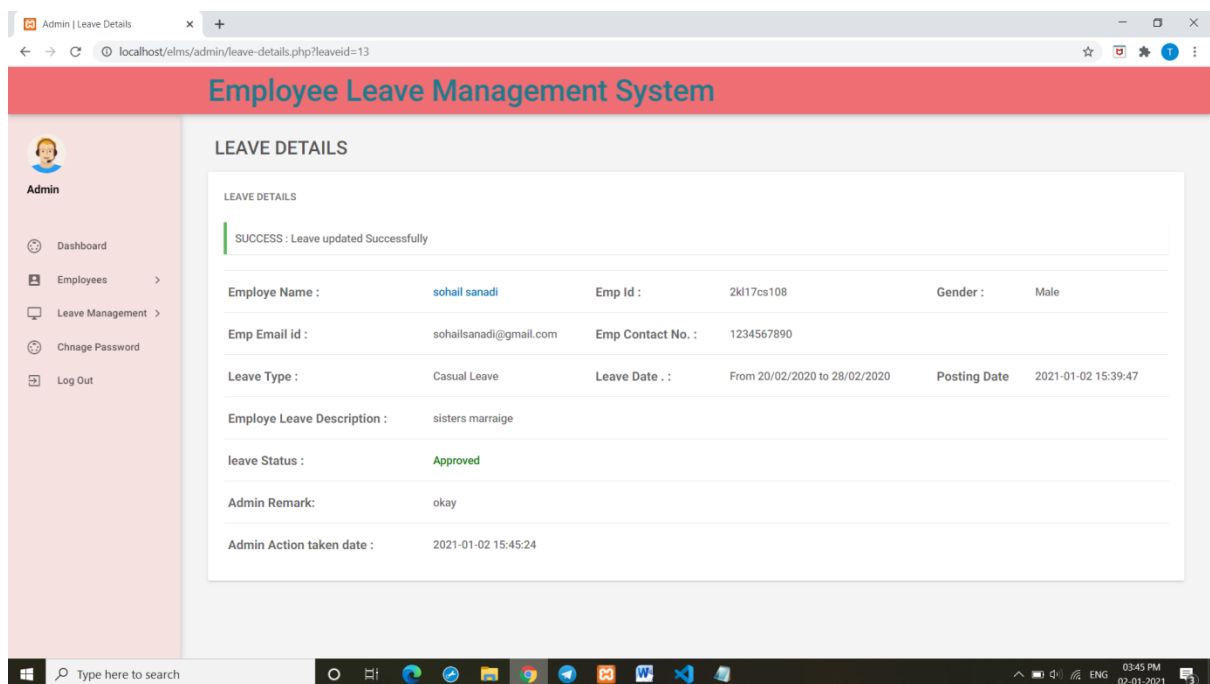 Admin | Leave Details
localhost/elms/admin/leave-details.php?leaveid=13
T
Employee Leave Management System
Admin
Dashboard
Employees
Leave Management
Chnage Password
Log Out
LEAVE DETAILS
LEAVE DETAILS
SUCCESS : Leave updated Successfully
Employe Name : sohail sanadi Emp Id : 2kl17cs108 Gender : Male
Emp Email id : sohailsanadi@gmail.com Emp Contact No. : 1234567890
Leave Type : Casual Leave Leave Date . : From 20/02/2020 to 28/02/2020 Posting Date 2021-01-02 15:39:47
Employe Leave Description : sisters marraige
leave Status : Approved
Admin Remark: okay
Admin Action taken date : 2021-01-02 15:45:24
Type here to search
ENG
03:45 PM
02-01-2021
3